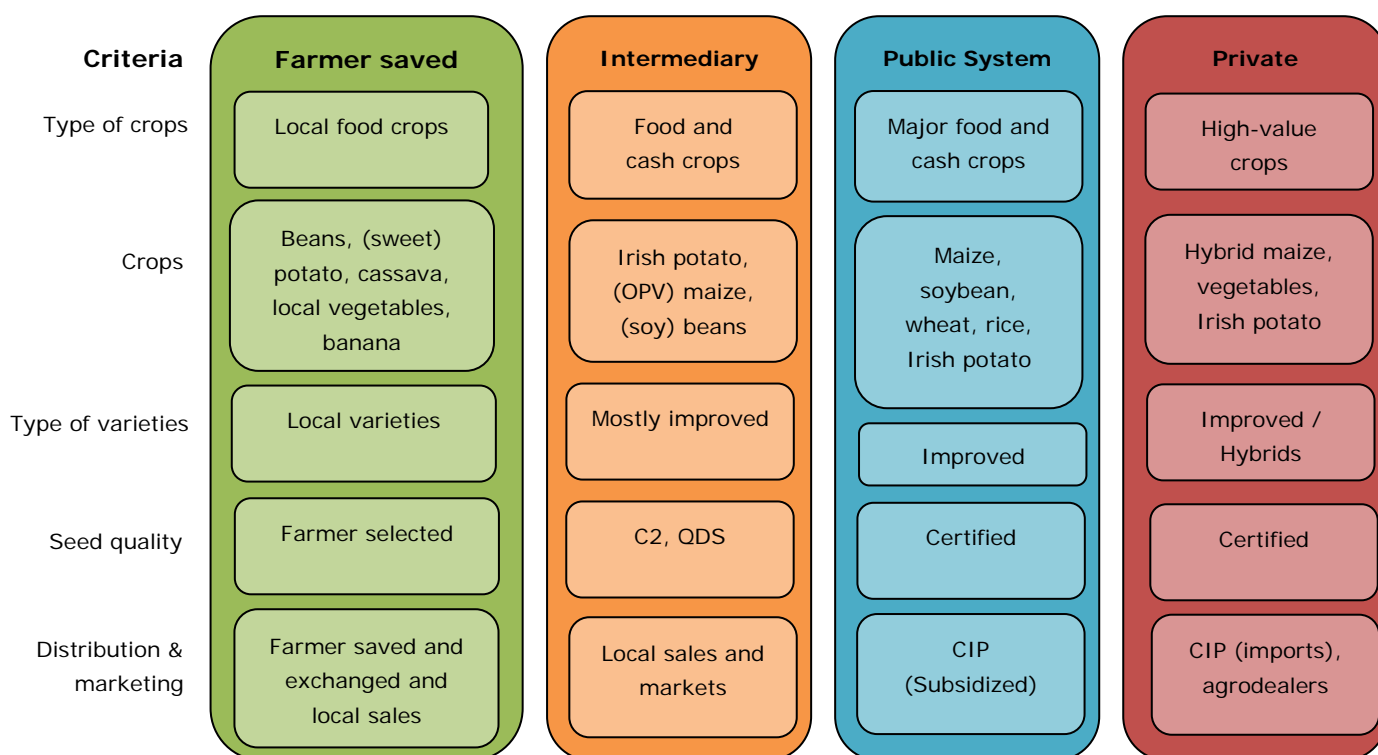 Criteria
Farmer saved
Intermediary
Public System
Private
Type of crops
Local food crops
Food and
cash crops
Major food and
cash crops
High-value
crops
Crops
Beans, (sweet)
potato, cassava,
local vegetables,
banana
Irish potato,
(OPV) maize,
(soy) beans
Maize,
soybean,
wheat, rice,
Irish potato
Hybrid maize,
vegetables,
Irish potato
Type of varieties
Local varieties
Mostly improved
Improved
Improved /
Hybrids
Seed quality
Farmer selected
C2, QDS
Certified
Certified
Distribution &
marketing
Farmer saved and
exchanged and
local sales
Local sales and
markets
CIP
(Subsidized)
CIP (imports),
agrodealers